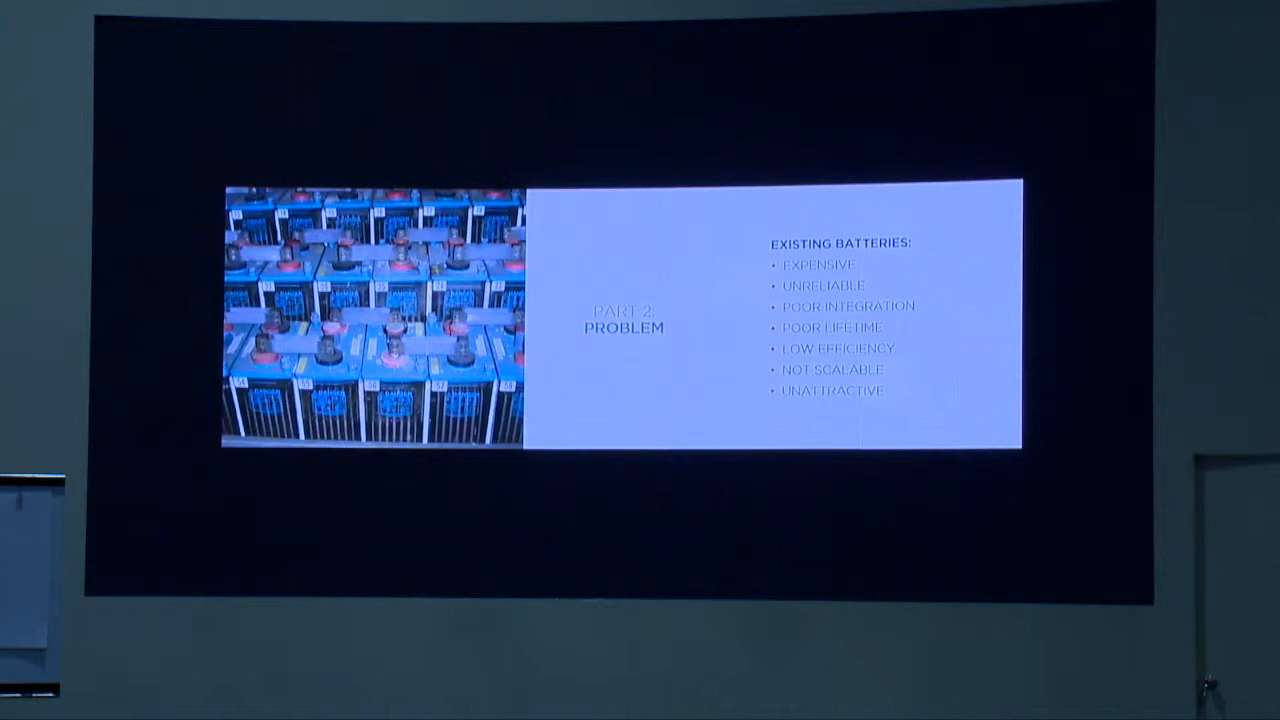 PART 2:
PROBLEM
EXISTING BATTERIES:
• EXPENSIVE
• UNRELIABLE
• POOR INTEGRATION
• POOR LIFETIME
• LOW EFFICIENCY
• NOT SCALABLE
• UNATTRACTIVE